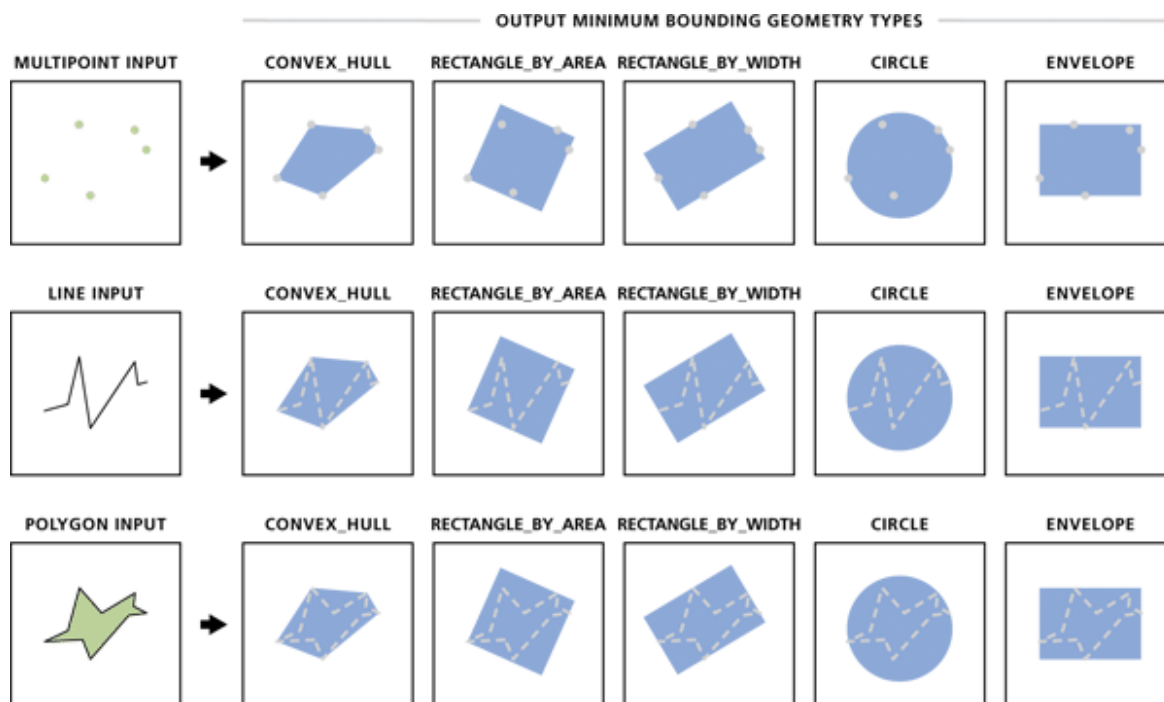 OUTPUT MINIMUM BOUNDING GEOMETRY TYPES
MULTIPOINT INPUT CONVEX_HULL RECTANGLE_BY_AREA RECTANGLE_BY_WIDTH CIRCLE ENVELOPE
LINE INPUT CONVEX_HULL RECTANGLE_BY_AREA RECTANGLE_BY_WIDTH CIRCLE ENVELOPE
POLYGON INPUT CONVEX_HULL RECTANGLE_BY_AREA RECTANGLE_BY_WIDTH CIRCLE ENVELOPE